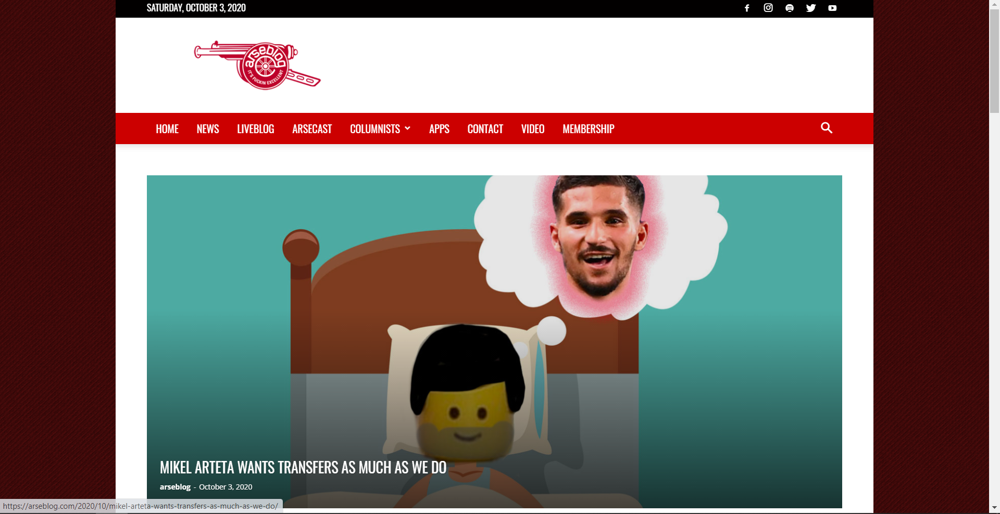 SATURDAY, OCTOBER 3, 2020
arseblog
IT'S FUCKIN EXCELLENT
HOME NEWS LIVEBLOG ARSECAST COLUMNISTS APPS CONTACT VIDEO MEMBERSHIP
MIKEL ARTETA WANTS TRANSFERS AS MUCH AS WE DO
arseblog - October 3, 2020
https://arseblog.com/2020/10/mikel-arteta-wants-transfers-as-much-as-we-do/